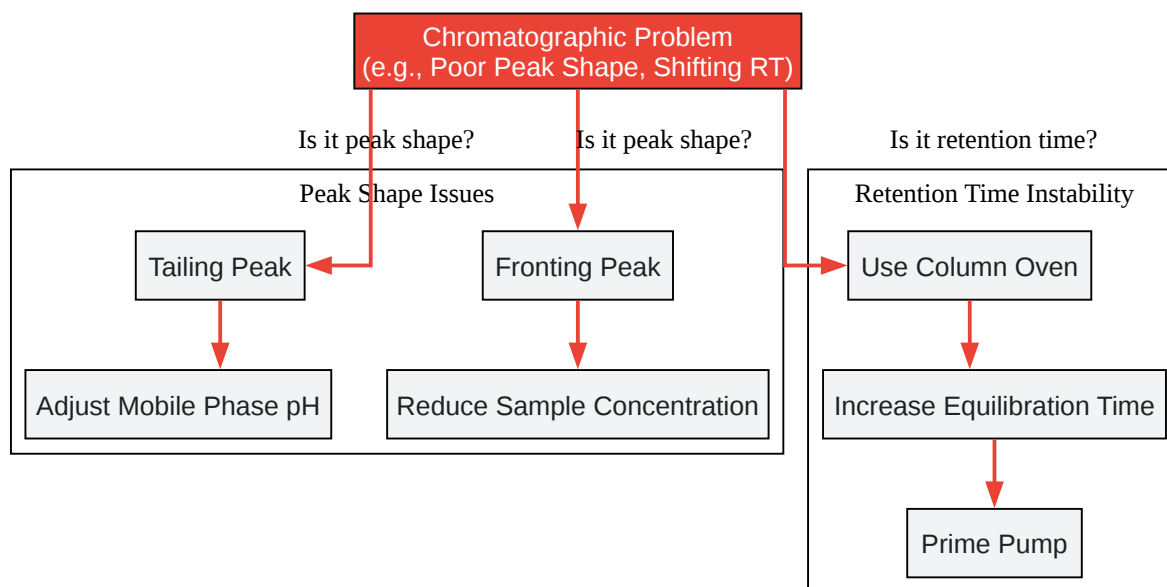 Chromatographic Problem
(e.g., Poor Peak Shape, Shifting RT)
Is it peak shape?
Is it peak shape?
Is it retention time?
Peak Shape Issues
Retention Time Instability
Tailing Peak
Fronting Peak
Use Column Oven
Adjust Mobile Phase pH
Reduce Sample Concentration
Increase Equilibration Time
Prime Pump